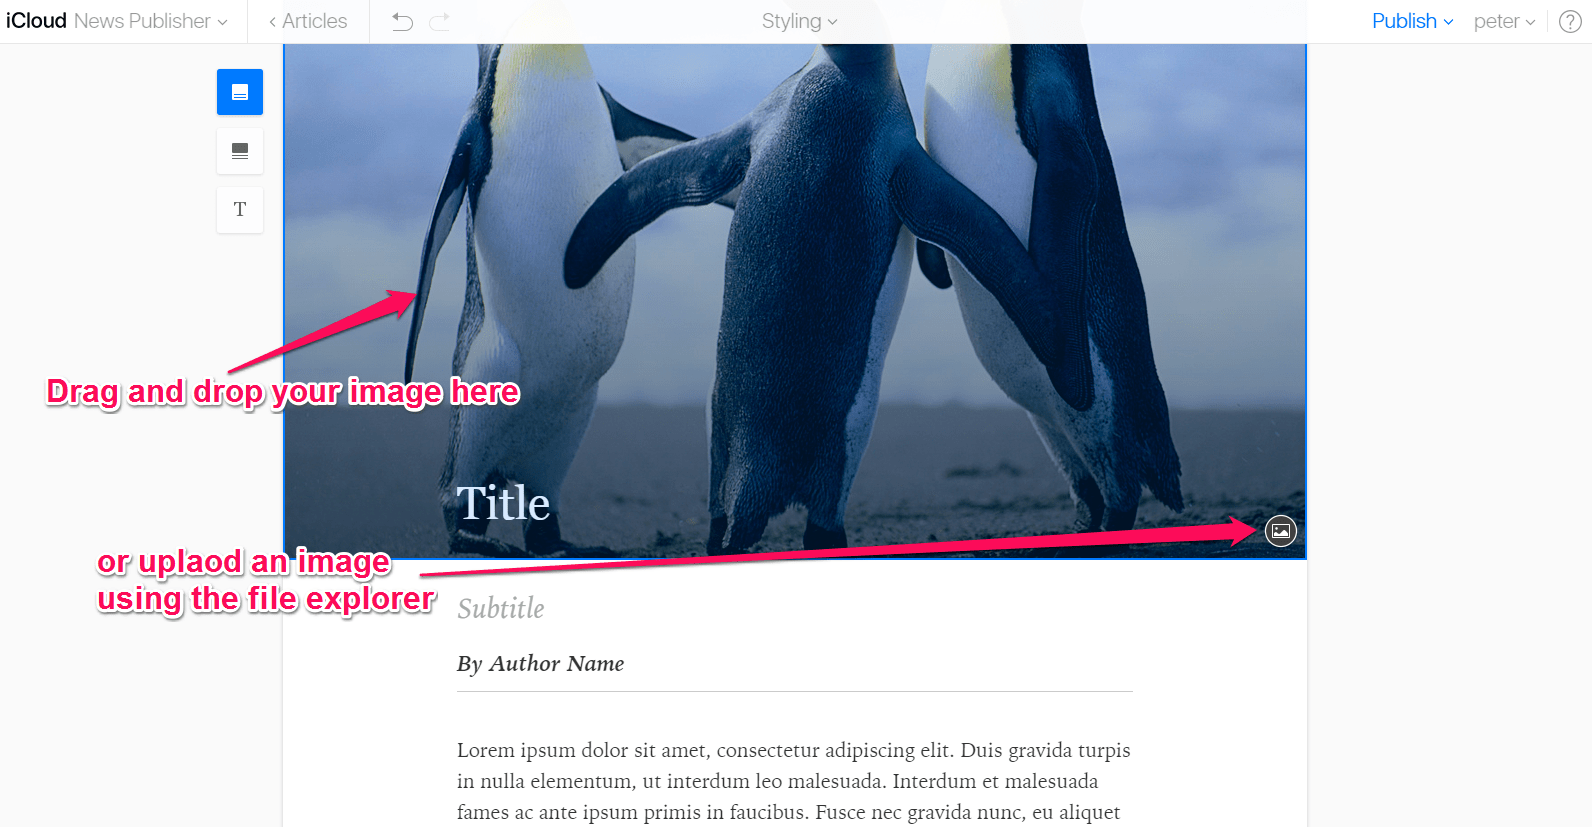 iCloud News Publisher
Articles
Styling
Publish
peter
?
T
Drag and drop your image here
Title
or uplaod an image
using the file explorer
Subtitle
By Author Name
Lorem ipsum dolor sit amet, consectetur adipiscing elit. Duis gravida turpis
in nulla elementum, ut interdum leo malesuada. Interdum et malesuada
fames ac ante ipsum primis in faucibus. Fusce nec gravida nunc, eu aliquet